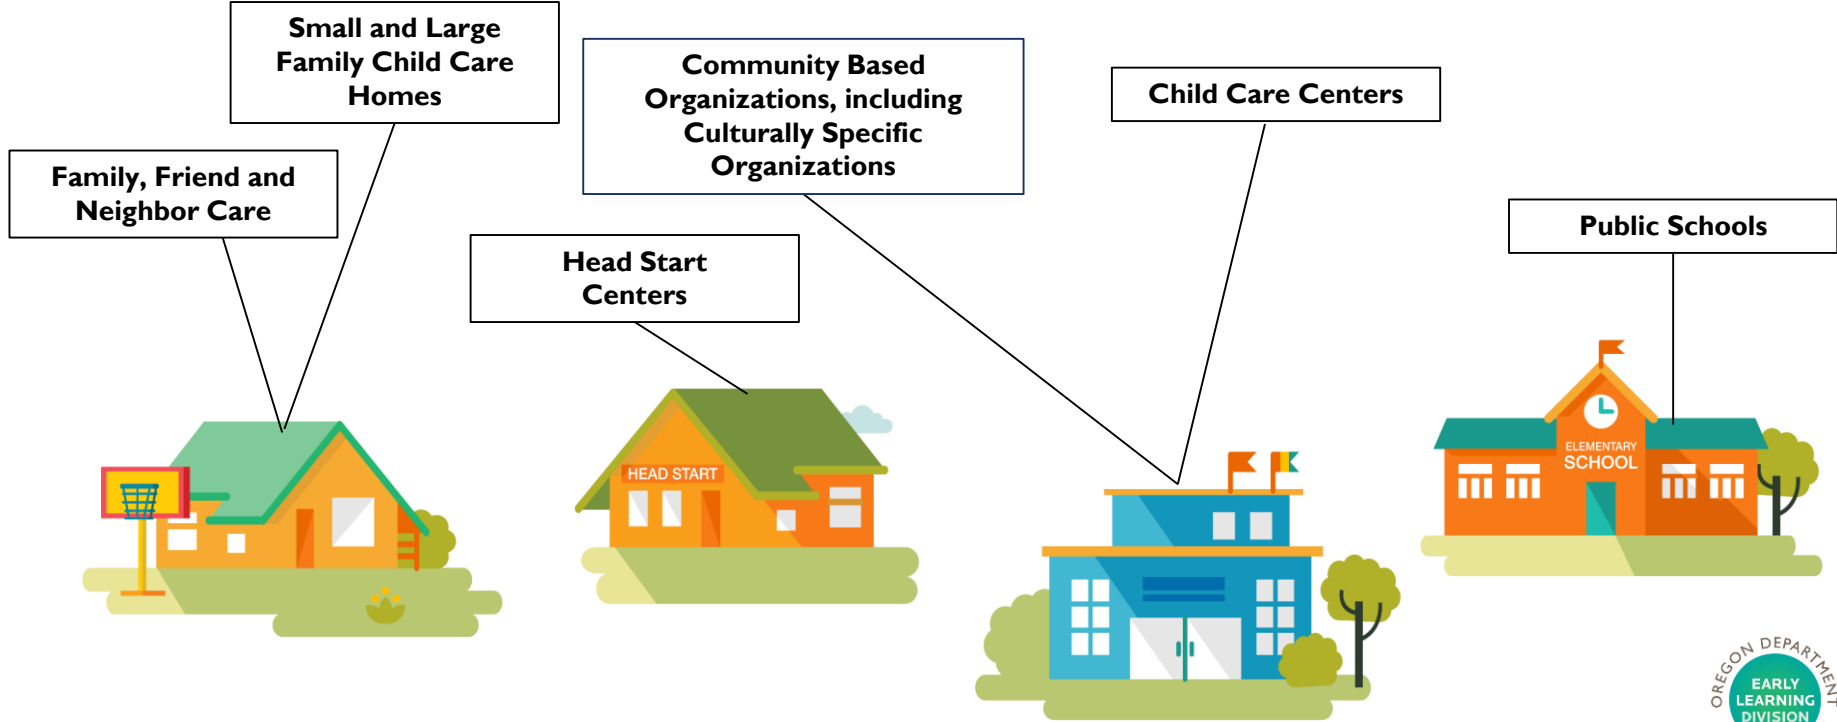 Small and Large
Family Child Care
Homes
Community Based
Organizations, including
Culturally Specific
Organizations
Child Care Centers
Family, Friend and
Neighbor Care
Public Schools
Head Start
Centers
HEAD START
ELEMENTARY
SCHOOL
OREGON DEPARTMENT
EARLY
LEARNING
DIVISION